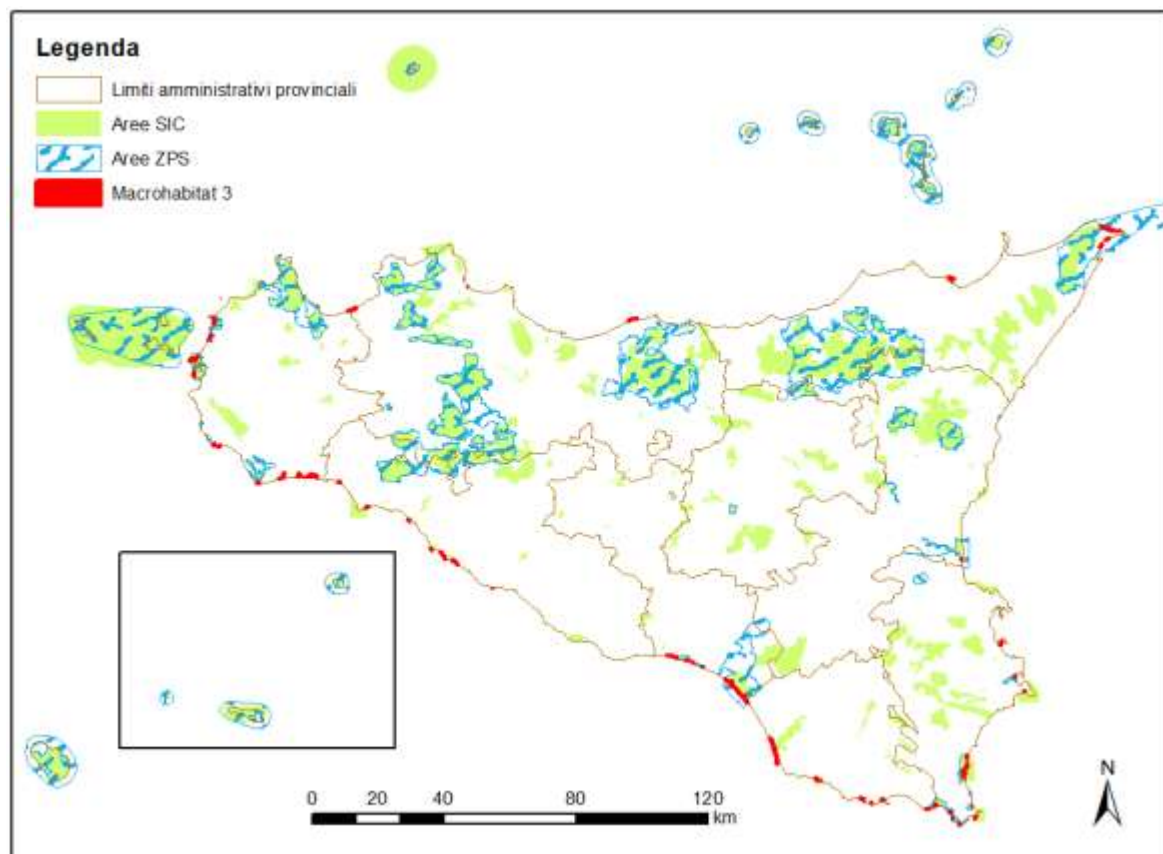 Legenda
Limiti amministrativi provinciali
Aree SIC
Aree ZPS
Macrohabitat 3
N
0 20 40 80 120
km